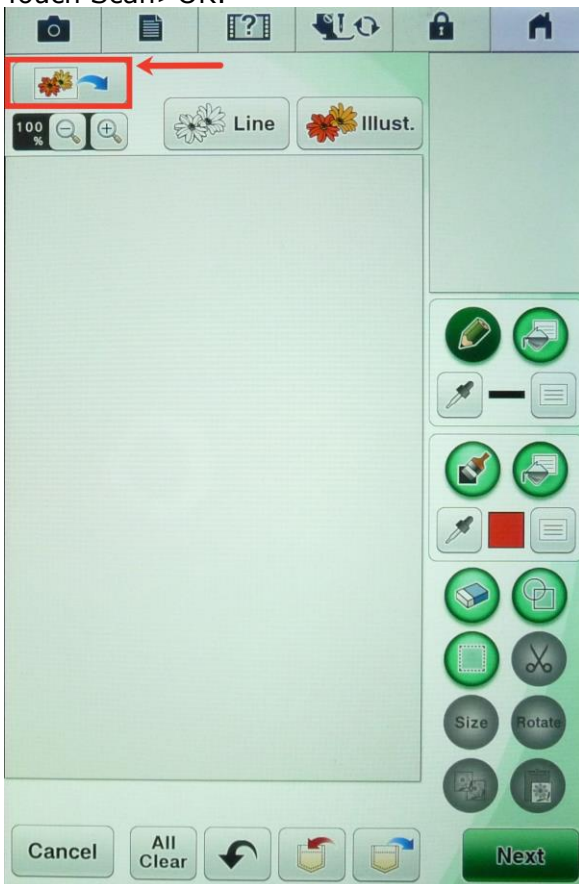 Touch Scan> OK.
?
Line
Illust.
100
%
Size
Rotate
Cancel
All
Clear
Next